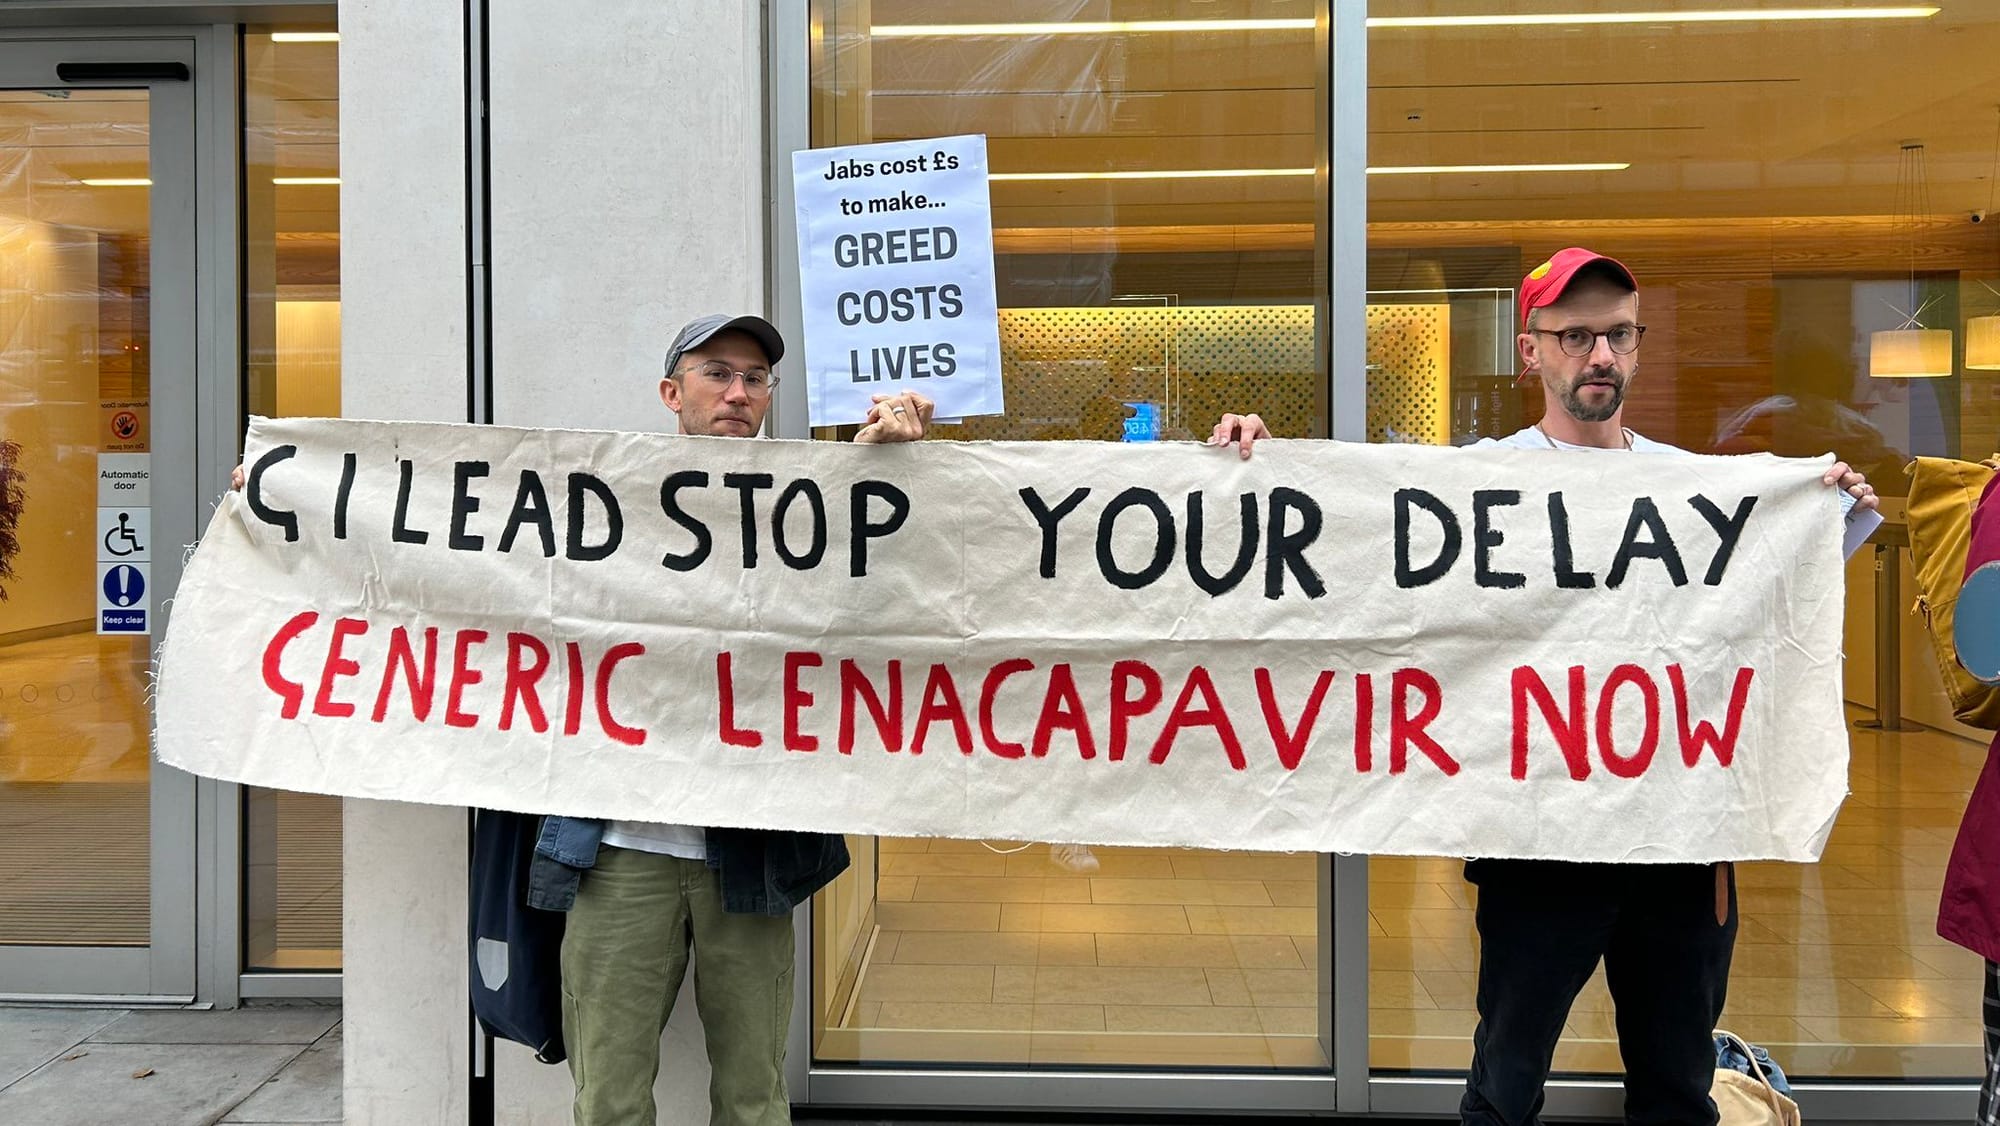 Jabs cost £s
to make...
GREED
COSTS
LIVES
GILEAD STOP YOUR DELAY
GENERIC LENACAPAVIR NOW
Automatic
door
Keep clear